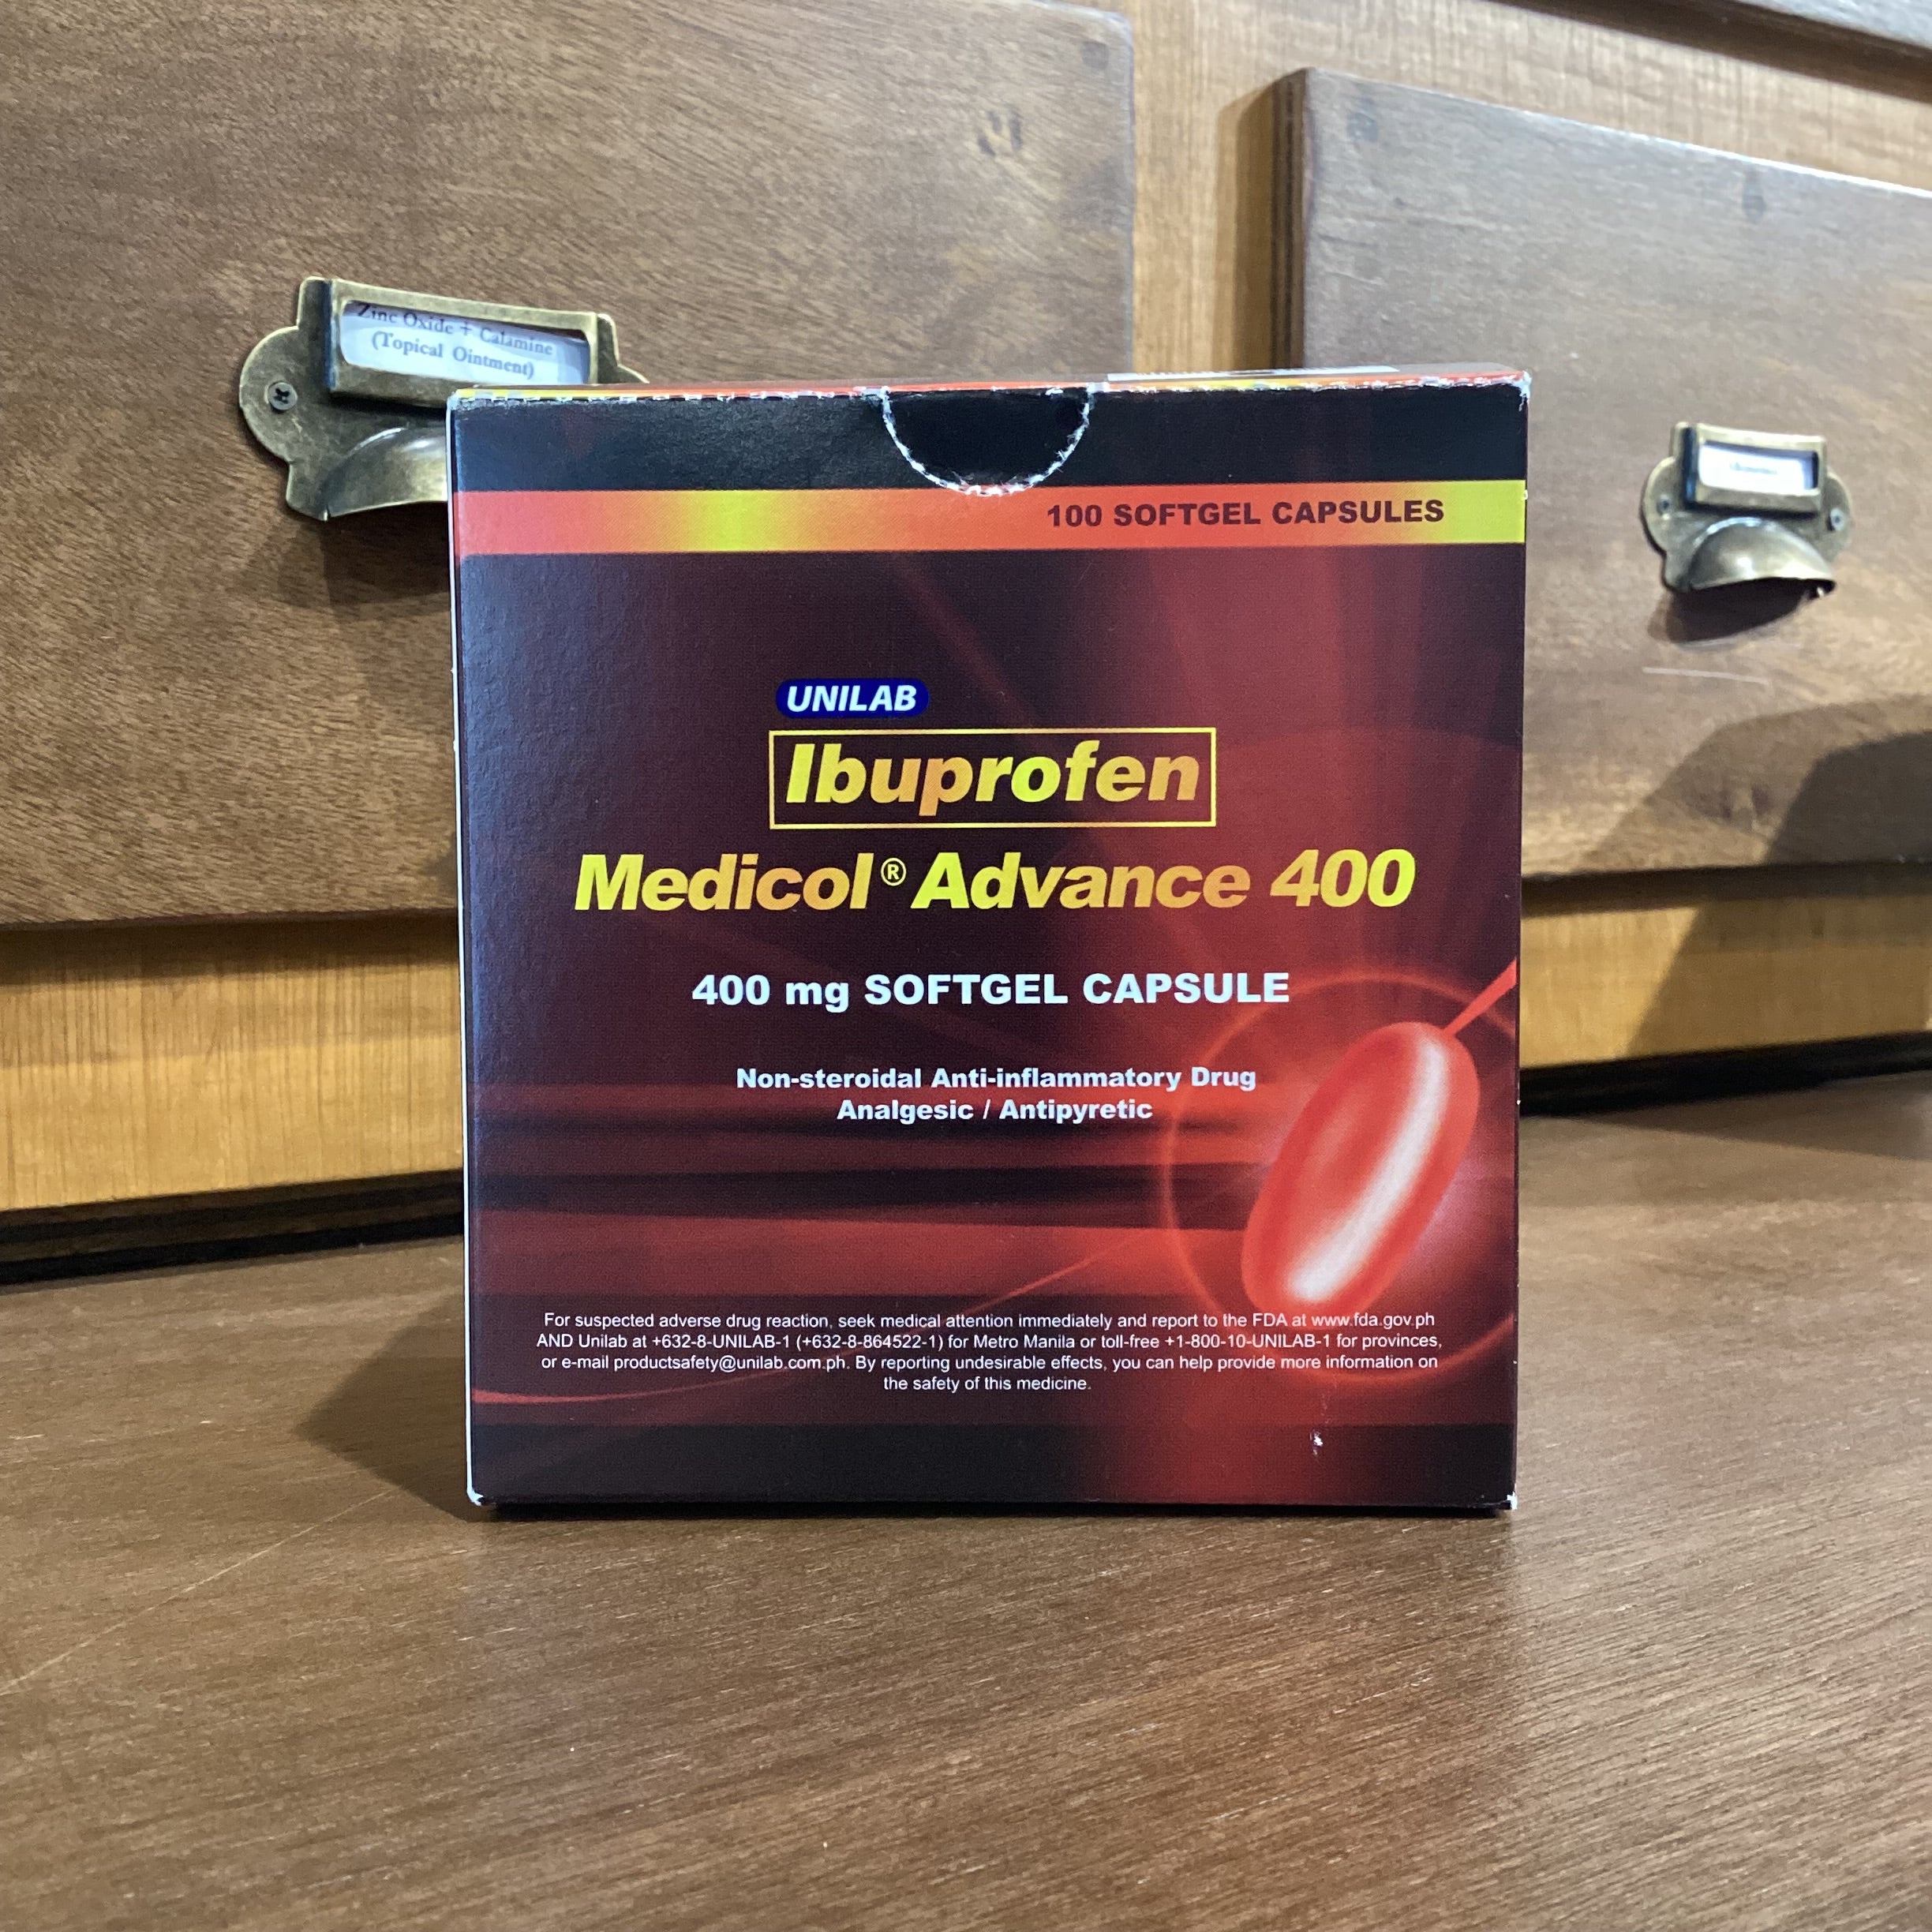 Zinc Oxide + Calamine
(Topical Ointment)
100 SOFTGEL CAPSULES
UNILAB
Ibuprofen
Medicol® Advance 400
400 mg SOFTGEL CAPSULE
Non-steroidal Anti-inflammatory Drug
Analgesic / Antipyretic
For suspected adverse drug reaction, seek medical attention immediately and report to the FDA at www.fda.gov.ph
AND Unilab at +632-8-UNILAB-1 (+632-8-864522-1) for Metro Manila or toll-free +1-800-10-UNILAB-1 for provinces,
or e-mail productsafety@unilab.com.ph. By reporting undesirable effects, you can help provide more information on
the safety of this medicine.